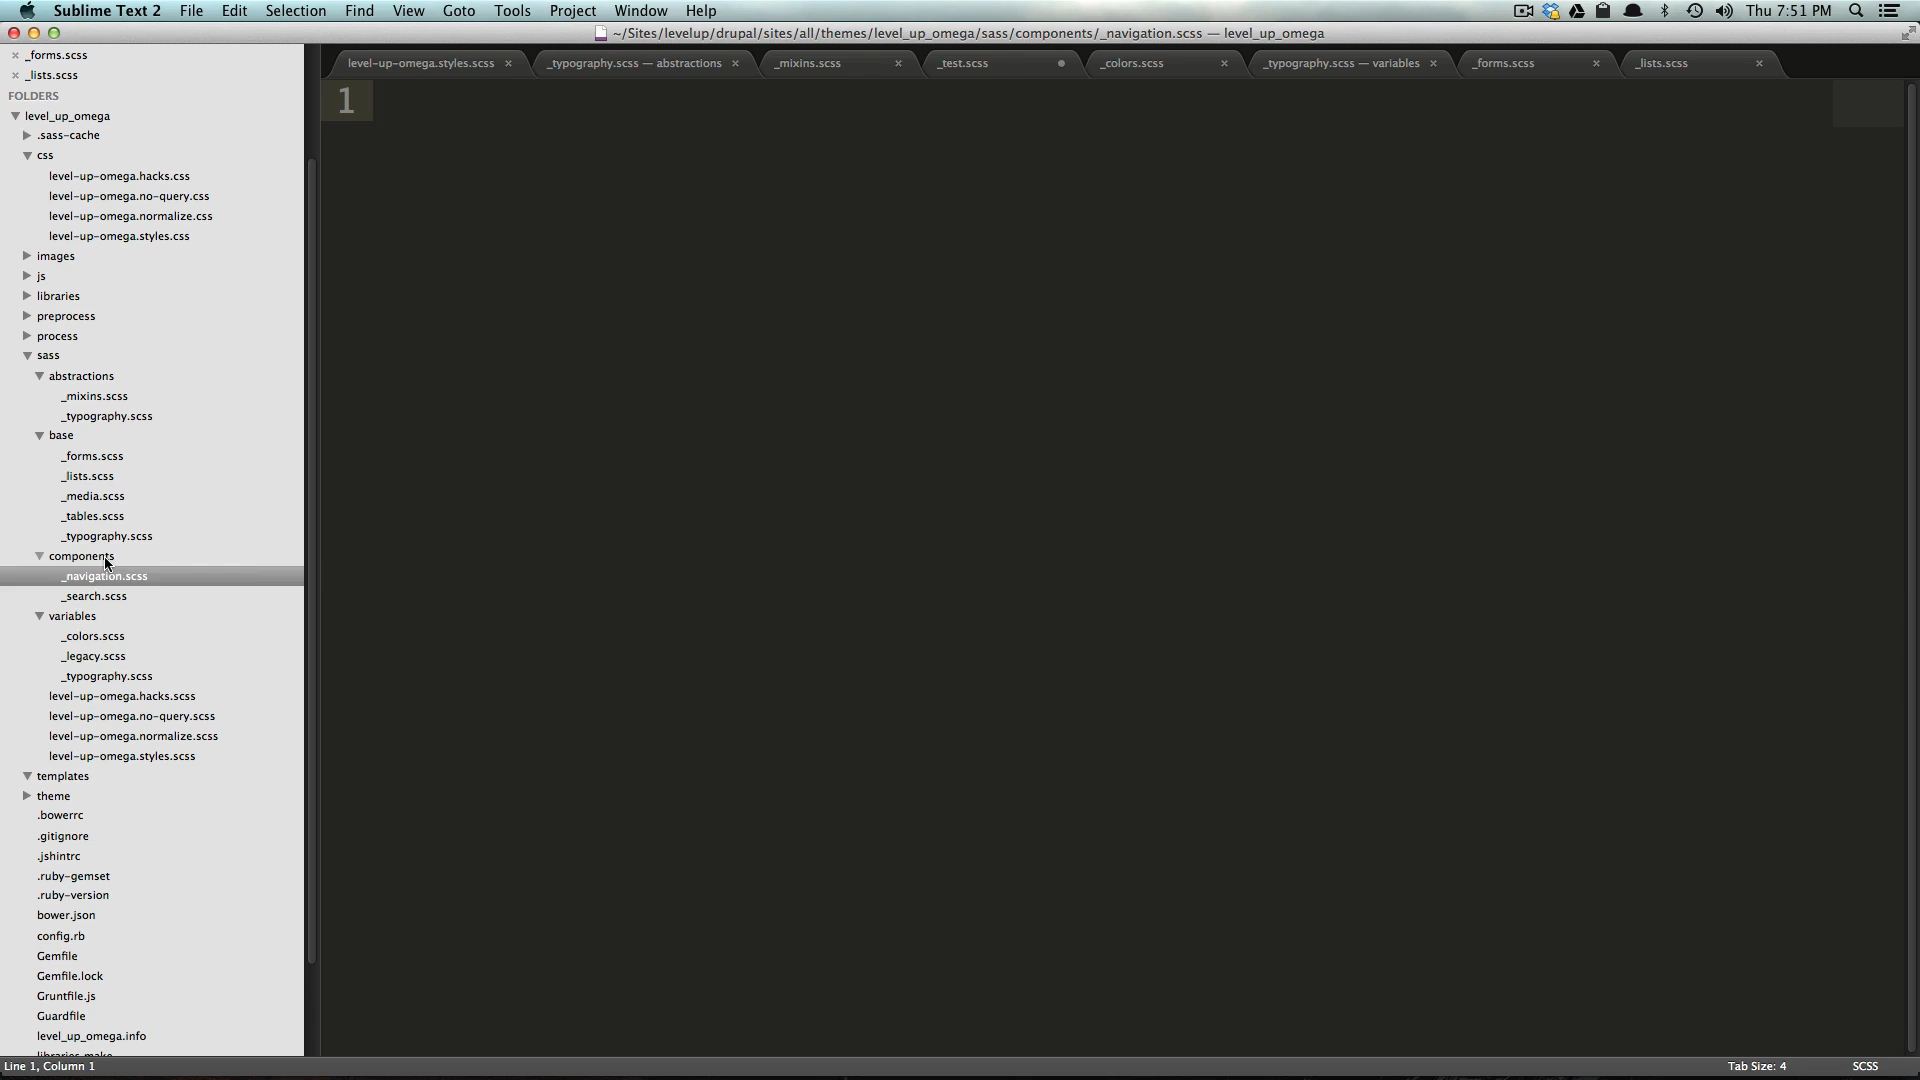 Sublime Text 2 File Edit Selection Find View Goto Tools Project Window Help Thu 7:51 PM
~/Sites/levelup/drupal/sites/all/themes/level_up_omega/sass/components/_navigation.scss — level_up_omega
level-up-omega.styles.scss _typography.scss — abstractions _mixins.scss _test.scss _colors.scss _typography.scss — variables _forms.scss _lists.scss
_forms.scss
_lists.scss
FOLDERS
level_up_omega
.sass-cache
css
level-up-omega.hacks.css
level-up-omega.no-query.css
level-up-omega.normalize.css
level-up-omega.styles.css
images
js
libraries
preprocess
process
sass
abstractions
_mixins.scss
_typography.scss
base
_forms.scss
_lists.scss
_media.scss
_tables.scss
_typography.scss
components
_navigation.scss
_search.scss
variables
_colors.scss
_legacy.scss
_typography.scss
level-up-omega.hacks.scss
level-up-omega.no-query.scss
level-up-omega.normalize.scss
level-up-omega.styles.scss
templates
theme
.bowerrc
.gitignore
.jshintrc
.ruby-gemset
.ruby-version
bower.json
config.rb
Gemfile
Gemfile.lock
Gruntfile.js
Guardfile
level_up_omega.info
libraries.make
1
Line 1, Column 1 Tab Size: 4 SCSS